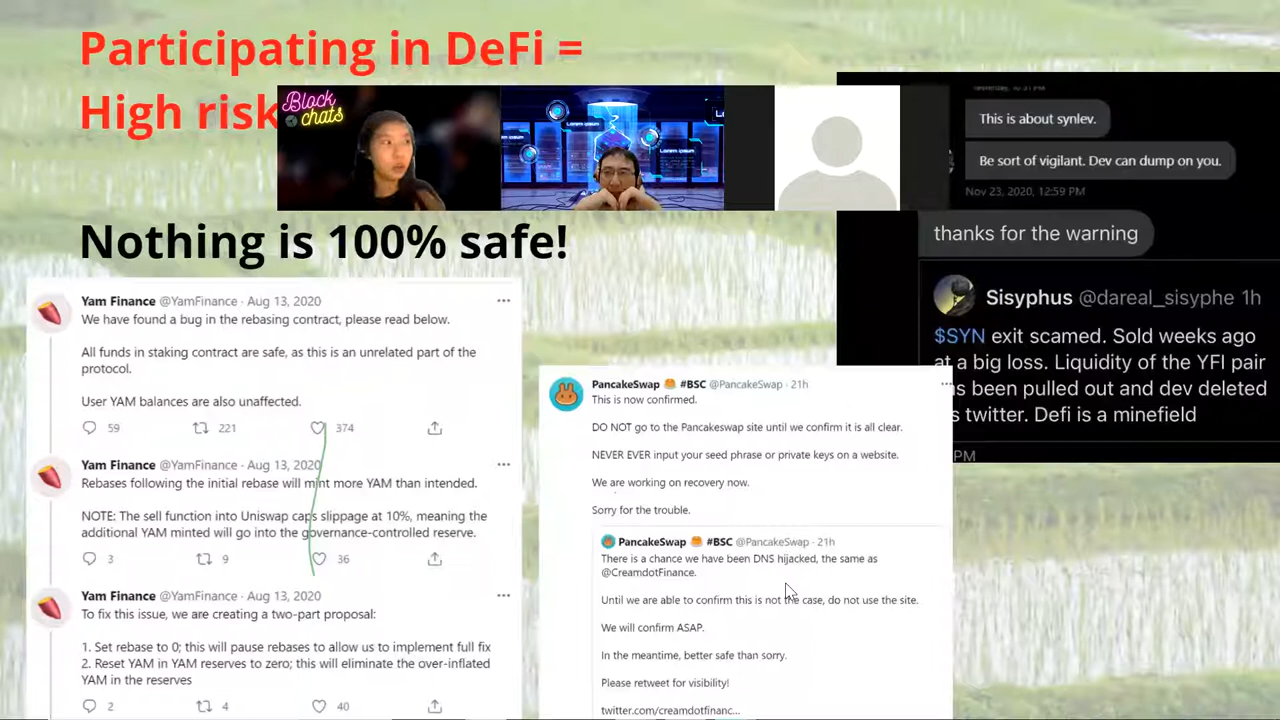 Participating in DeFi =
High risk
Block
chats
Lorem ipsum
Lorem ipsum
Nothing is 100% safe!
This is about synlev.
Be sort of vigilant. Dev can dump on you.
Nov 23, 2020, 12:59 PM
thanks for the warning
Sisyphus @dareal_sisyphe 1h
$SYN exit scamed. Sold weeks ago
at a big loss. Liquidity of the YFI pair
been pulled out and dev deleted
twitter. Defi is a minefield
PM
Yam Finance @YamFinance · Aug 13, 2020
We have found a bug in the rebasing contract, please read below.
All funds in staking contract are safe, as this is an unrelated part of the
protocol.
User YAM balances are also unaffected.
59 221 374
Yam Finance @YamFinance · Aug 13, 2020
Rebases following the initial rebase will mint more YAM than intended.
NOTE: The sell function into Uniswap caps slippage at 10%, meaning the
additional YAM minted will go into the governance-controlled reserve.
3 9 36
Yam Finance @YamFinance · Aug 13, 2020
To fix this issue, we are creating a two-part proposal:
1. Set rebase to 0; this will pause rebases to allow us to implement full fix
2. Reset YAM in YAM reserves to zero; this will eliminate the over-inflated
YAM in the reserves
2 4 40
PancakeSwap #BSC @PancakeSwap · 21h
This is now confirmed.
DO NOT go to the Pancakeswap site until we confirm it is all clear.
NEVER EVER input your seed phrase or private keys on a website.
We are working on recovery now.
Sorry for the trouble.
PancakeSwap #BSC @PancakeSwap · 21h
There is a chance we have been DNS hijacked, the same as
@CreamdotFinance.
Until we are able to confirm this is not the case, do not use the site.
We will confirm ASAP.
In the meantime, better safe than sorry.
Please retweet for visibility!
twitter.com/creamdotfinanc...